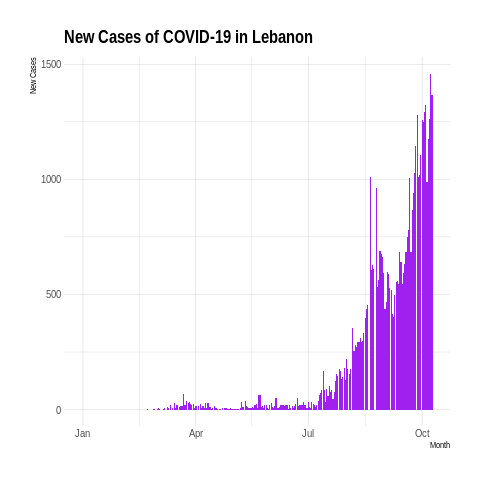 New Cases of COVID-19 in Lebanon
New Cases
1500
1000
500
0
Jan Apr Jul Oct
Month